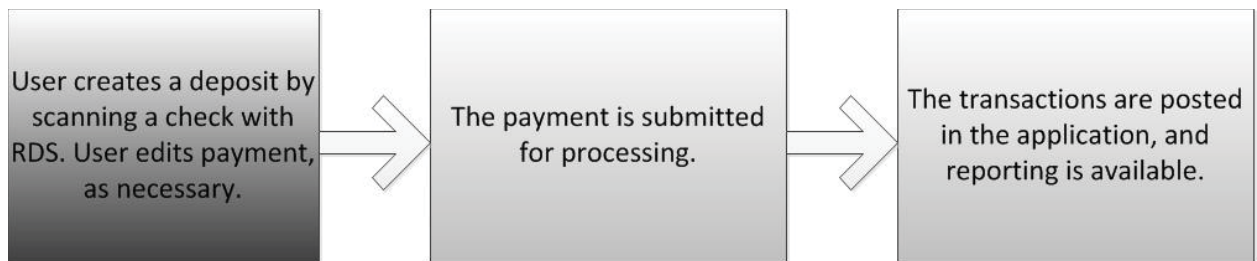 User creates a deposit by
scanning a check with
RDS. User edits payment,
as necessary.
The payment is submitted
for processing.
The transactions are posted
in the application, and
reporting is available.